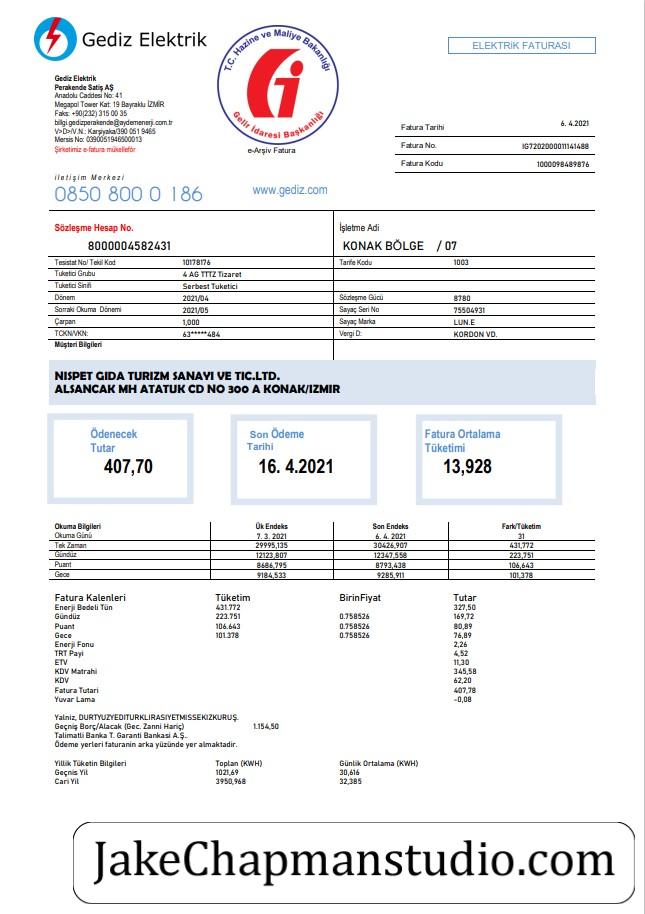 Gediz Elektrik
ELEKTRİK FATURASI
T.C. Hazine ve Maliye Bakanlığı
Gelir İdaresi Başkanlığı
e-Arşiv Fatura
Gediz Elektrik
Perakende Satiş AŞ
Anadolu Caddesi No: 41
Megapol Tower Kat: 19 Bayraklu İZMİR
Faks: +90(232) 315 00 35
bilgi.gedizperakende@aydemenerji.com.tr
V>D>/V.N.: Karşiyaka/390 051 9465
Mersis No: 0390051946500013
Şirketimiz e-fatura mükelleför
Fatura Tarihi 6. 4.2021
Fatura No. IG7202000011141488
Fatura Kodu 1000098489876
iletişim Merkezi
0850 800 0 186
www.gediz.com
Sözleşme Hesap No. İşletme Adi
8000004582431 KONAK BÖLGE / 07
Tesistat No/ Tekil Kod 10178176 Tarife Kodu 1003
Tuketici Grubu 4 AG TTTZ Tizaret
Tuketici Sinifi Serbest Tuketici
Dönem 2021/04 Sözleşme Gücü 8780
Sorraki Okuma Dönemi 2021/05 Sayaç Seri No 75504931
Çarpan 1,000 Sayaç Marka LUN.E
TCKN/VKN: 63*****484 Vergi D: KORDON VD.
Müşteri Bilgileri
NISPET GIDA TURIZM SANAYI VE TIC.LTD.
ALSANCAK MH ATATUK CD NO 300 A KONAK/IZMIR
Ödenecek Tutar
407,70
Son Ödeme Tarihi
16. 4.2021
Fatura Ortalama Tüketimi
13,928
Okuma Bilgileri Ük Endeks Son Endeks Fark/Tüketim
Okuma Günü 7. 3. 2021 6. 4. 2021 31
Tek Zaman 29995,135 30426,907 431,772
Gündüz 12123,807 12347,558 223,751
Puant 8686,795 8793,438 106,643
Gece 9184,533 9285,911 101,378
Fatura Kalenleri Tüketim BirinFiyat Tutar
Enerji Bedeli Tün 431.772 327,50
Gündüz 223.751 0.758526 169,72
Puant 106.643 0.758526 80,89
Gece 101.378 0.758526 76,89
Enerji Fonu 2,26
TRT Payi 4,52
ETV 11,30
KDV Matrahi 345,58
KDV 62,20
Fatura Tutari 407,78
Yuvar Lama -0,08
Yalniz, DURTYUZYEDITURKLIRASIYETMISSEKIZKURUŞ.
Geçniş Borç/Alacak (Gec. Zanni Hariç) 1.154,50
Talimatli Banka T. Garanti Bankasi A.Ş..
Ödeme yerleri faturanin arka yüzünde yer almaktadir.
Yillik Tüketin Bilgileri Toplan (KWH) Günlik Ortalama (KWH)
Geçnis Yil 1021,69 30,616
Cari Yil 3950,968 32,385
JakeChapmanstudio.com